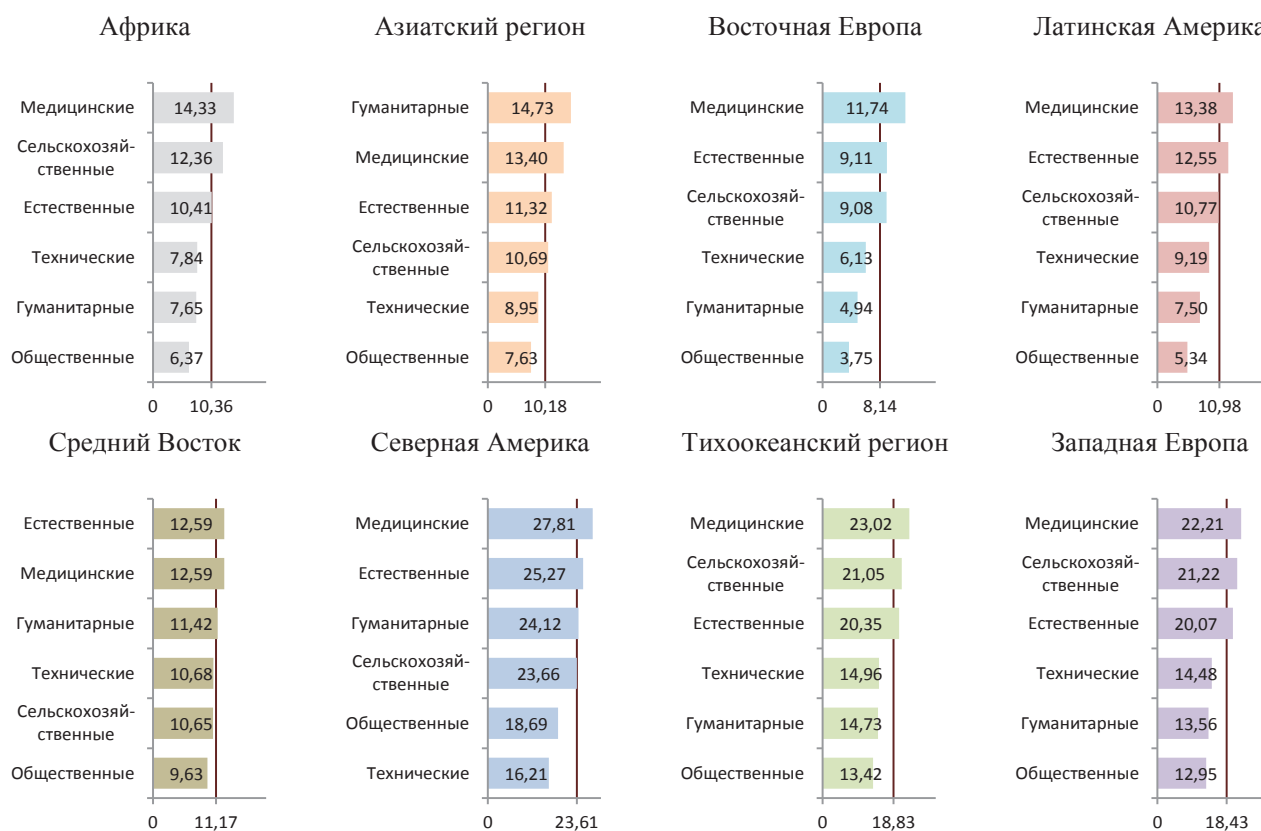 Африка
Медицинские 14,33
Сельскохозяй-
ственные 12,36
Естественные 10,41
Технические 7,84
Гуманитарные 7,65
Общественные 6,37
0 10,36
Азиатский регион
Гуманитарные 14,73
Медицинские 13,40
Естественные 11,32
Сельскохозяй-
ственные 10,69
Технические 8,95
Общественные 7,63
0 10,18
Восточная Европа
Медицинские 11,74
Естественные 9,11
Сельскохозяй-
ственные 9,08
Технические 6,13
Гуманитарные 4,94
Общественные 3,75
0 8,14
Латинская Америка
Медицинские 13,38
Естественные 12,55
Сельскохозяй-
ственные 10,77
Технические 9,19
Гуманитарные 7,50
Общественные 5,34
0 10,98
Средний Восток
Естественные 12,59
Медицинские 12,59
Гуманитарные 11,42
Технические 10,68
Сельскохозяй-
ственные 10,65
Общественные 9,63
0 11,17
Северная Америка
Медицинские 27,81
Естественные 25,27
Гуманитарные 24,12
Сельскохозяй-
ственные 23,66
Общественные 18,69
Технические 16,21
0 23,61
Тихоокеанский регион
Медицинские 23,02
Сельскохозяй-
ственные 21,05
Естественные 20,35
Технические 14,96
Гуманитарные 14,73
Общественные 13,42
0 18,83
Западная Европа
Медицинские 22,21
Сельскохозяй-
ственные 21,22
Естественные 20,07
Технические 14,48
Гуманитарные 13,56
Общественные 12,95
0 18,43